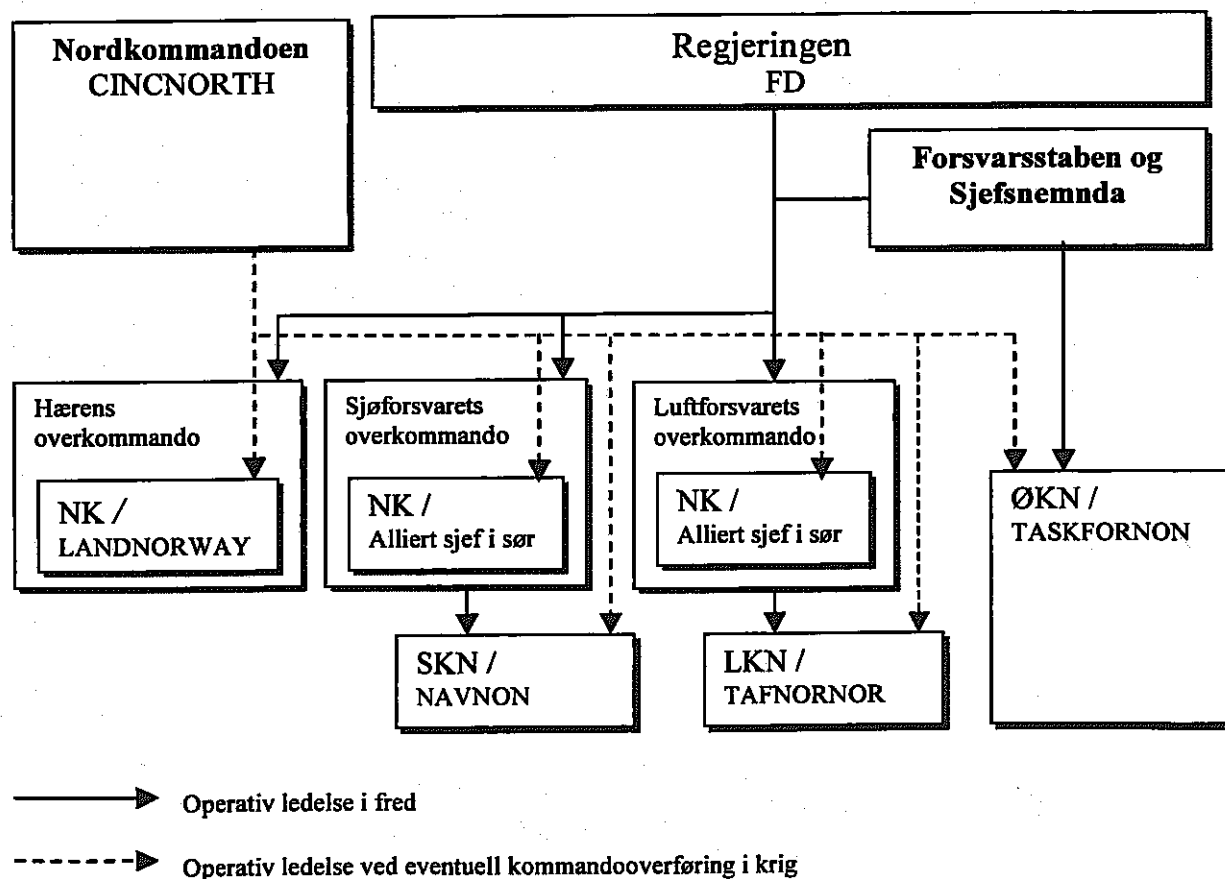 Nordkommandoen
CINCNORTH
Regjeringen
FD
Forsvarsstaben og
Sjefsnemnda
Hærens
overkommando
NK /
LANDNORWAY
Sjøforsvarets
overkommando
NK /
Alliert sjef i sør
Luftforsvarets
overkommando
NK /
Alliert sjef i sør
ØKN /
TASKFORNON
SKN /
NAVNON
LKN /
TAFNORNOR
Operativ ledelse i fred
Operativ ledelse ved eventuell kommandooverføring i krig